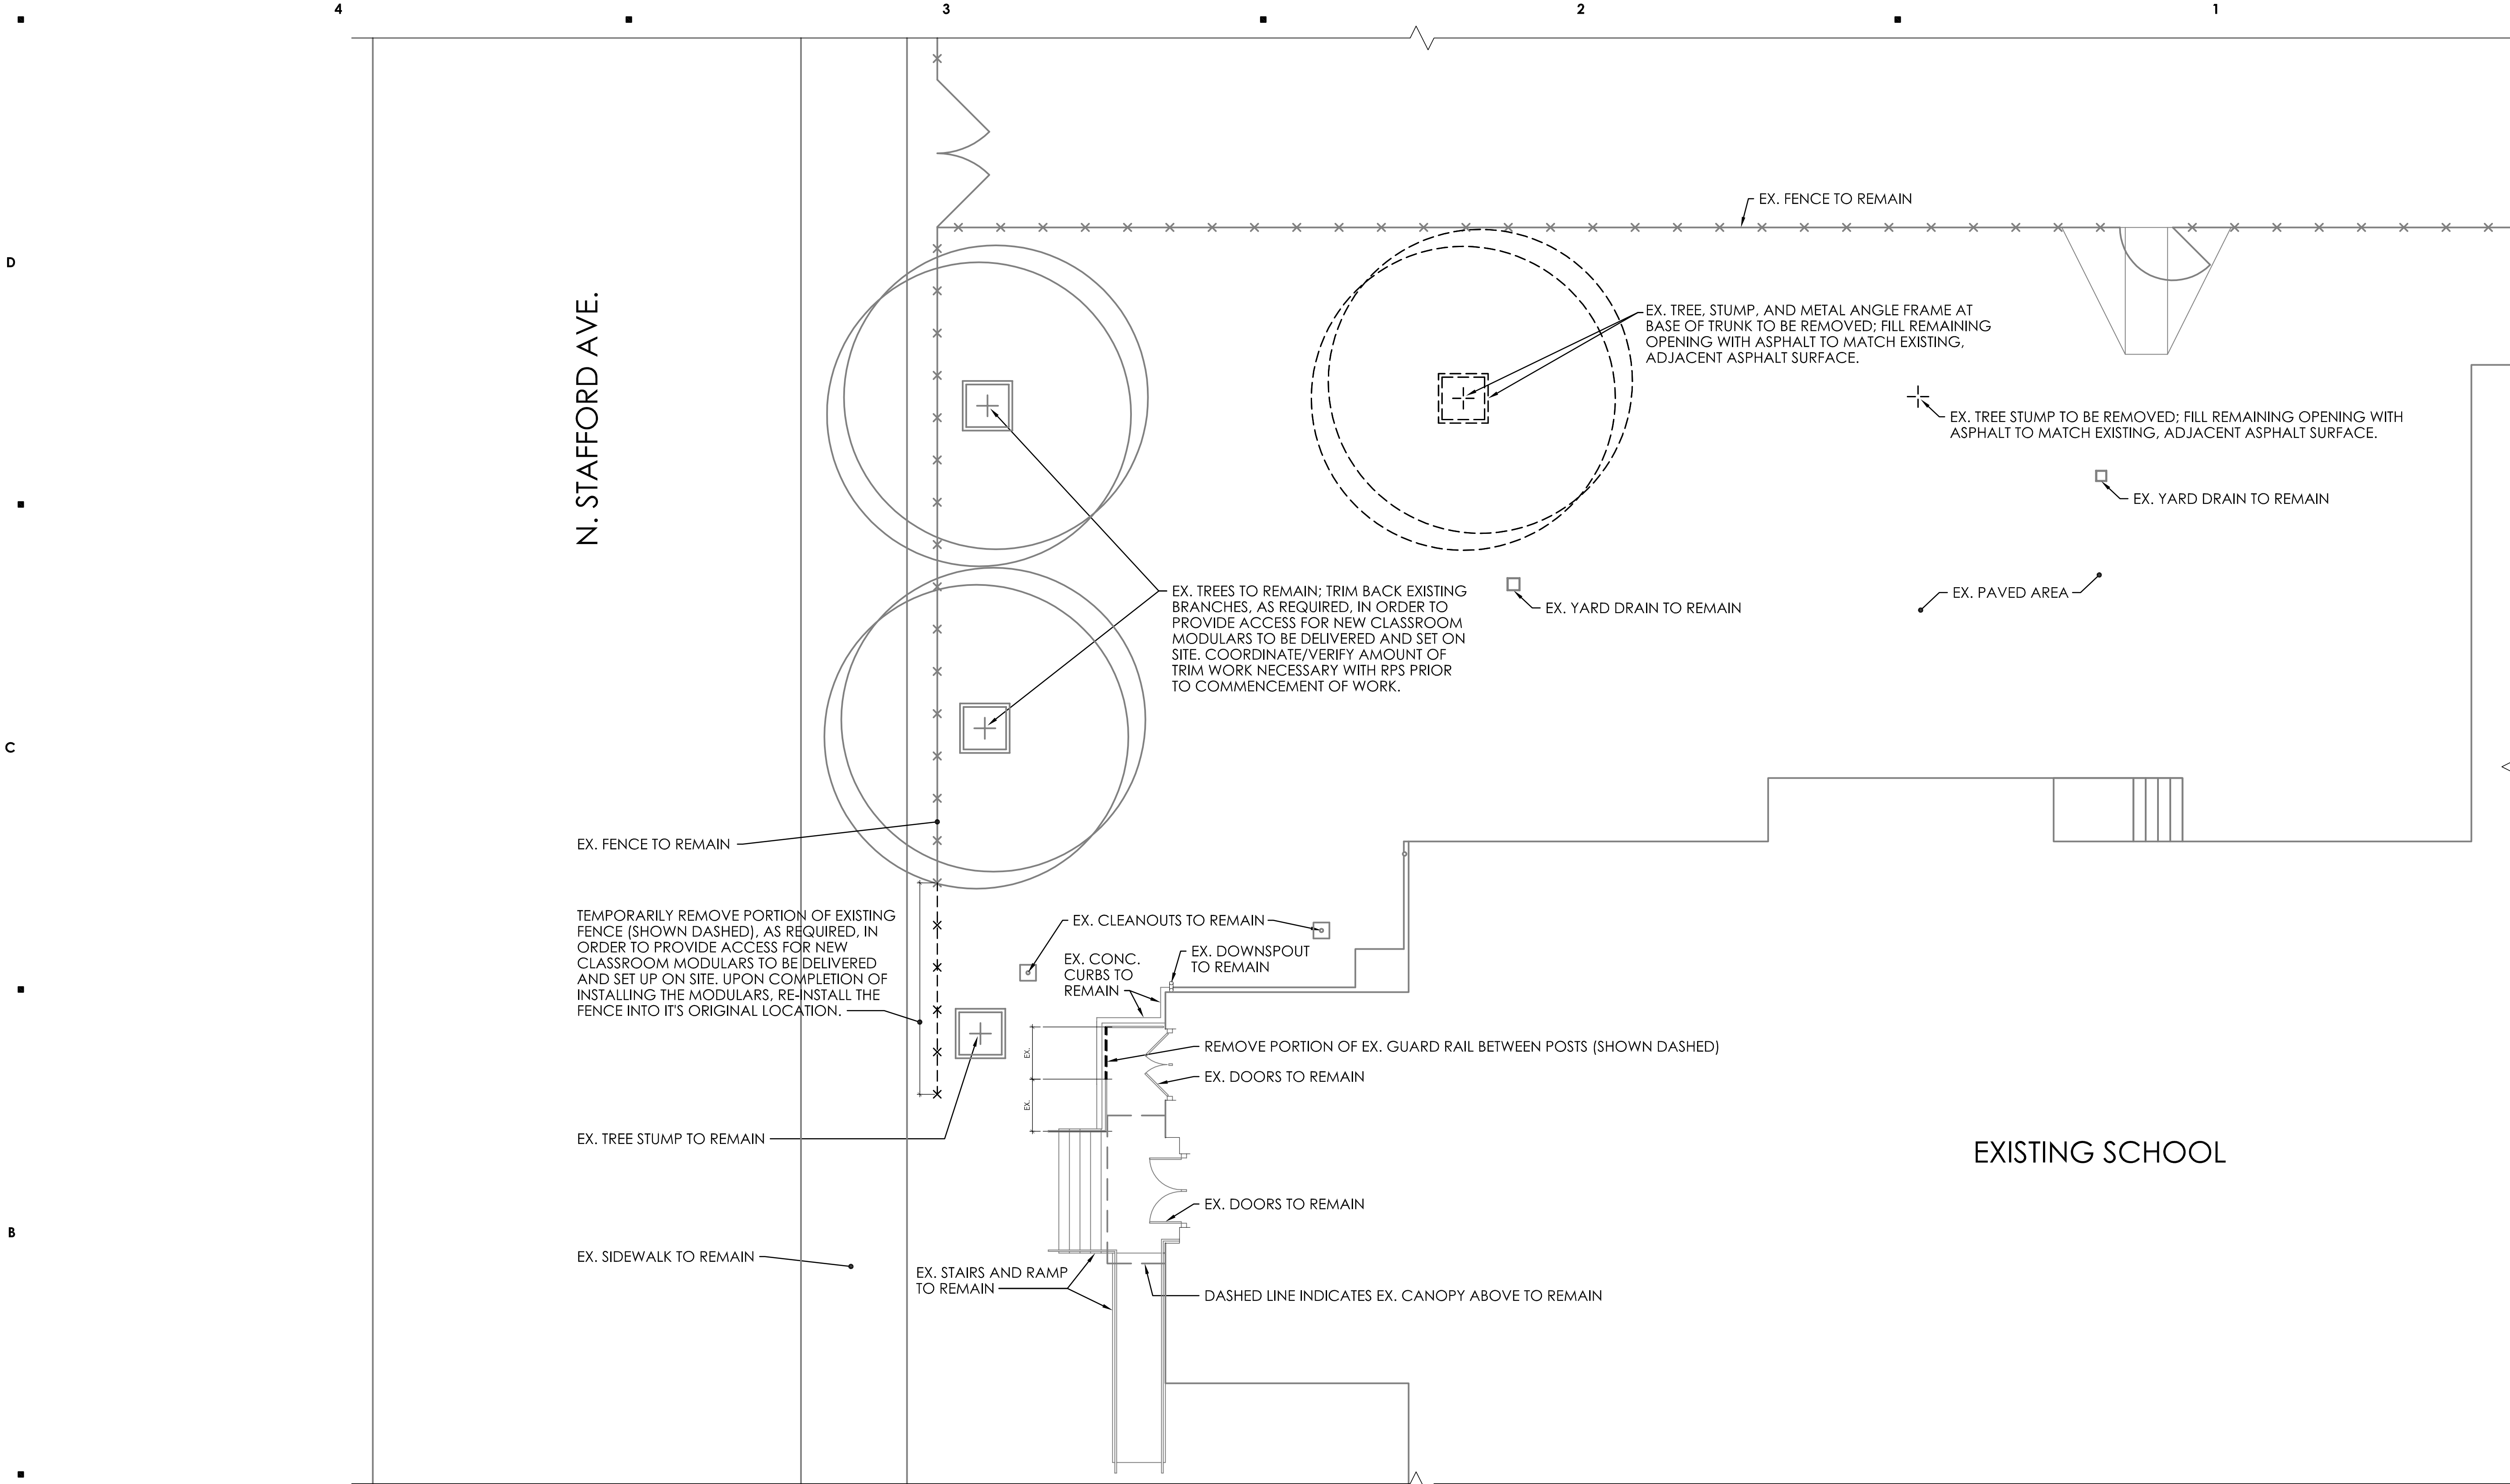 4
3
2
1
D
C
B
N. STAFFORD AVE.
EX. FENCE TO REMAIN
EX. TREE, STUMP, AND METAL ANGLE FRAME AT
BASE OF TRUNK TO BE REMOVED; FILL REMAINING
OPENING WITH ASPHALT TO MATCH EXISTING,
ADJACENT ASPHALT SURFACE.
EX. TREE STUMP TO BE REMOVED; FILL REMAINING OPENING WITH
ASPHALT TO MATCH EXISTING, ADJACENT ASPHALT SURFACE.
EX. YARD DRAIN TO REMAIN
EX. PAVED AREA
EX. YARD DRAIN TO REMAIN
EX. TREES TO REMAIN; TRIM BACK EXISTING
BRANCHES, AS REQUIRED, IN ORDER TO
PROVIDE ACCESS FOR NEW CLASSROOM
MODULARS TO BE DELIVERED AND SET ON
SITE. COORDINATE/VERIFY AMOUNT OF
TRIM WORK NECESSARY WITH RPS PRIOR
TO COMMENCEMENT OF WORK.
EX. FENCE TO REMAIN
TEMPORARILY REMOVE PORTION OF EXISTING
FENCE (SHOWN DASHED), AS REQUIRED, IN
ORDER TO PROVIDE ACCESS FOR NEW
CLASSROOM MODULARS TO BE DELIVERED
AND SET UP ON SITE. UPON COMPLETION OF
INSTALLING THE MODULARS, RE-INSTALL THE
FENCE INTO IT'S ORIGINAL LOCATION.
EX. CLEANOUTS TO REMAIN
EX. CONC.
CURBS TO
REMAIN
EX. DOWNSPOUT
TO REMAIN
EX.
EX.
REMOVE PORTION OF EX. GUARD RAIL BETWEEN POSTS (SHOWN DASHED)
EX. DOORS TO REMAIN
EX. TREE STUMP TO REMAIN
EXISTING SCHOOL
EX. DOORS TO REMAIN
EX. SIDEWALK TO REMAIN
EX. STAIRS AND RAMP
TO REMAIN
DASHED LINE INDICATES EX. CANOPY ABOVE TO REMAIN